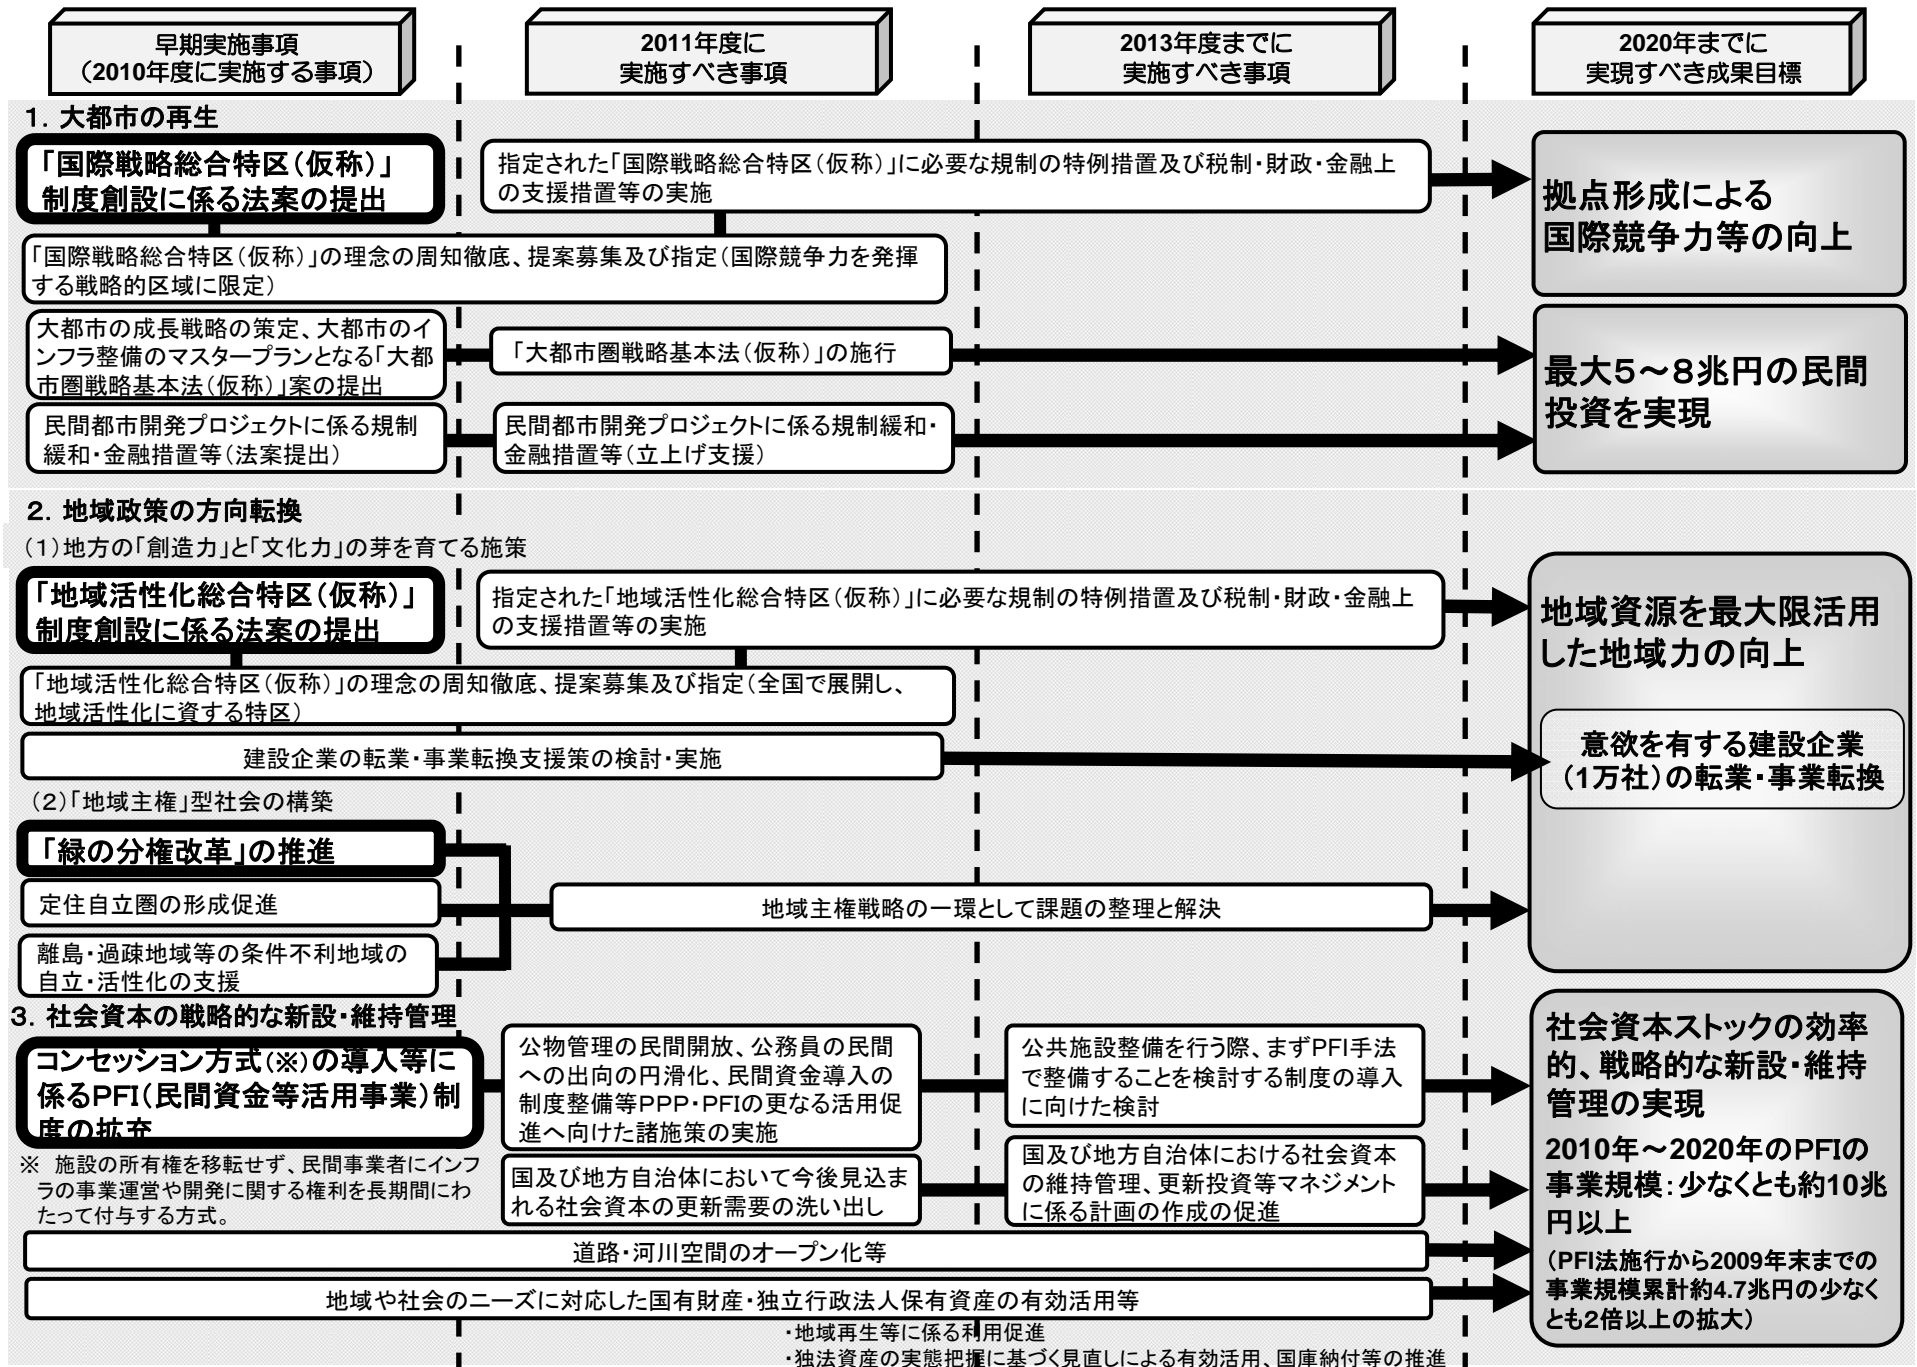 早期実施事項
（2010年度に実施する事項）
2011年度に
実施すべき事項
2013年度までに
実施すべき事項
2020年までに
実現すべき成果目標
１．大都市の再生
「国際戦略総合特区（仮称）」
制度創設に係る法案の提出
指定された「国際戦略総合特区（仮称）」に必要な規制の特例措置及び税制・財政・金融上
の支援措置等の実施
拠点形成による
国際競争力等の向上
「国際戦略総合特区（仮称）」の理念の周知徹底、提案募集及び指定（国際競争力を発揮
する戦略的区域に限定）
大都市の成長戦略の策定、大都市のイ
ンフラ整備のマスタープランとなる「大都
市圏戦略基本法（仮称）」案の提出
「大都市圏戦略基本法（仮称）」の施行
最大５～８兆円の民間
投資を実現
民間都市開発プロジェクトに係る規制
緩和・金融措置等（法案提出）
民間都市開発プロジェクトに係る規制緩和・
金融措置等（立上げ支援）
２．地域政策の方向転換
（１）地方の「創造力」と「文化力」の芽を育てる施策
「地域活性化総合特区（仮称）」
制度創設に係る法案の提出
指定された「地域活性化総合特区（仮称）」に必要な規制の特例措置及び税制・財政・金融上
の支援措置等の実施
地域資源を最大限活用
した地域力の向上
「地域活性化総合特区（仮称）」の理念の周知徹底、提案募集及び指定（全国で展開し、
地域活性化に資する特区）
建設企業の転業・事業転換支援策の検討・実施
意欲を有する建設企業
（1万社）の転業・事業転換
（２）「地域主権」型社会の構築
「緑の分権改革」の推進
定住自立圏の形成促進
地域主権戦略の一環として課題の整理と解決
離島・過疎地域等の条件不利地域の
自立・活性化の支援
３．社会資本の戦略的な新設・維持管理
コンセッション方式（※）の導入等に
係るPFI（民間資金等活用事業）制
度の拡充
※　施設の所有権を移転せず、民間事業者にインフ
ラの事業運営や開発に関する権利を長期間にわ
たって付与する方式。
公物管理の民間開放、公務員の民間
への出向の円滑化、民間資金導入の
制度整備等PPP・PFIの更なる活用促
進へ向けた諸施策の実施
公共施設整備を行う際、まずPFI手法
で整備することを検討する制度の導入
に向けた検討
国及び地方自治体において今後見込ま
れる社会資本の更新需要の洗い出し
国及び地方自治体における社会資本
の維持管理、更新投資等マネジメント
に係る計画の作成の促進
社会資本ストックの効率
的、戦略的な新設・維持
管理の実現
2010年～2020年のPFIの
事業規模：少なくとも約10兆
円以上
（PFI法施行から2009年末までの
事業規模累計約4.7兆円の少なく
とも2倍以上の拡大）
道路・河川空間のオープン化等
地域や社会のニーズに対応した国有財産・独立行政法人保有資産の有効活用等
・地域再生等に係る利用促進
・独法資産の実態把握に基づく見直しによる有効活用、国庫納付等の推進